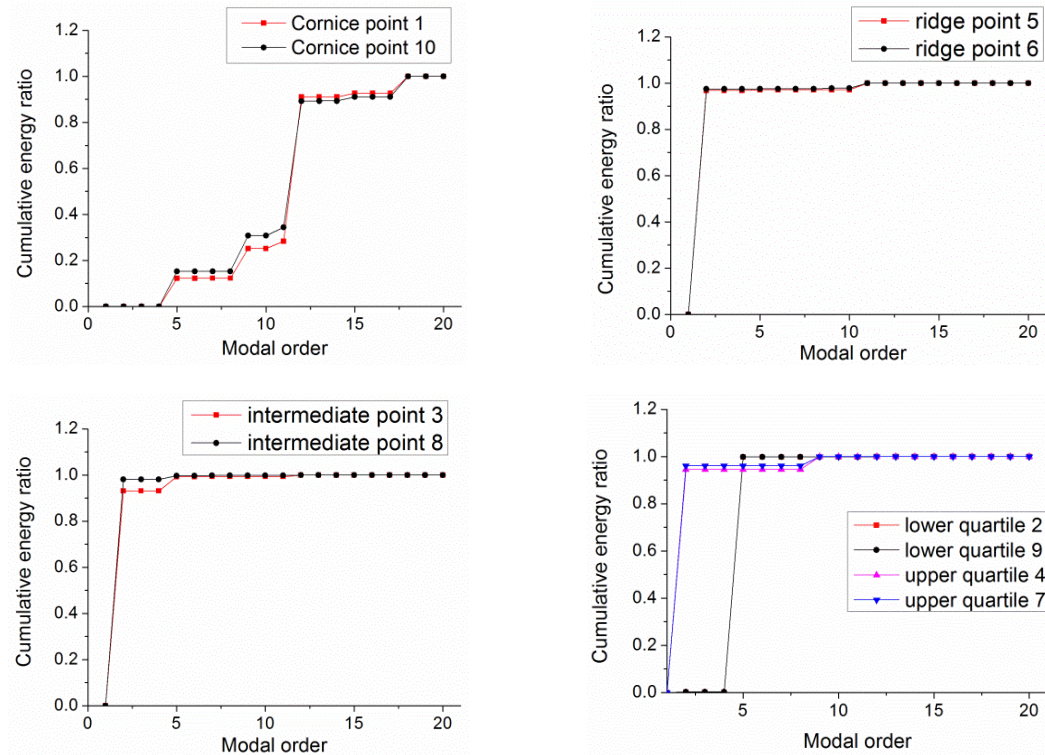 Cornice point 1
Cornice point 10
1.2
1.0
0.8
0.6
0.4
0.2
0.0
Cumulative energy ratio
0
5
10
15
20
Modal order
ridge point 5
ridge point 6
1.2
1.0
0.8
0.6
0.4
0.2
0.0
Cumulative energy ratio
0
5
10
15
20
Modal order
intermediate point 3
intermediate point 8
1.2
1.0
0.8
0.6
0.4
0.2
0.0
Cumulative energy ratio
0
5
10
15
20
Modal order
1.2
1.0
0.8
0.6
0.4
0.2
0.0
Cumulative energy ratio
lower quartile 2
lower quartile 9
upper quartile 4
upper quartile 7
5
10
15
20
Modal order